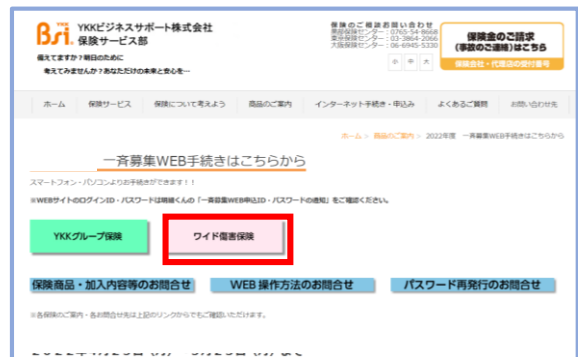 Bsi YKKビジネスサポート株式会社
保険サービス部
備えてますか？明日のために
考えてみませんか？あなただけの未来と安心を…
保険のご相談お問い合わせ
黒部保険センター：0765-54-8668
東京保険センター：03-3864-2066
大阪保険センター：06-6945-5330
小 中 大
保険金のご請求
(事故のご連絡)はこちら
保険会社・代理店の受付番号
ホーム 保険サービス 保険について考えよう 商品のご案内 インターネット手続き・申込み よくあるご質問 お問い合わせ先
ホーム > 商品のご案内 > 2022年度 一斉募集WEB手続きはこちらから
一斉募集WEB手続きはこちらから
スマートフォン・パソコンよりお手続きができます！！
※WEBサイトのログインID・パスワードは明細くんの「一斉募集WEB申込ID・パスワードの通知」をご確認ください。
YKKグループ保険 ワイド傷害保険
保険商品・加入内容等のお問合せ WEB 操作方法のお問合せ パスワード再発行のお問合せ
※各保険のご案内・各お問合せ先は上記のリンクからでもご確認いただけます。